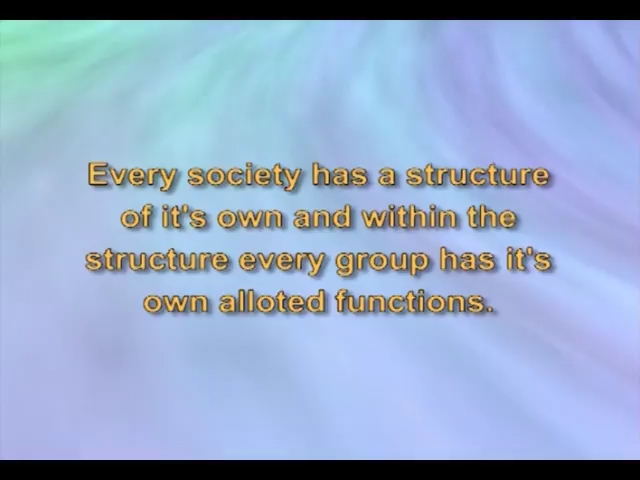 Every society has a structure
of it's own and within the
structure every group has it's
own alloted functions.